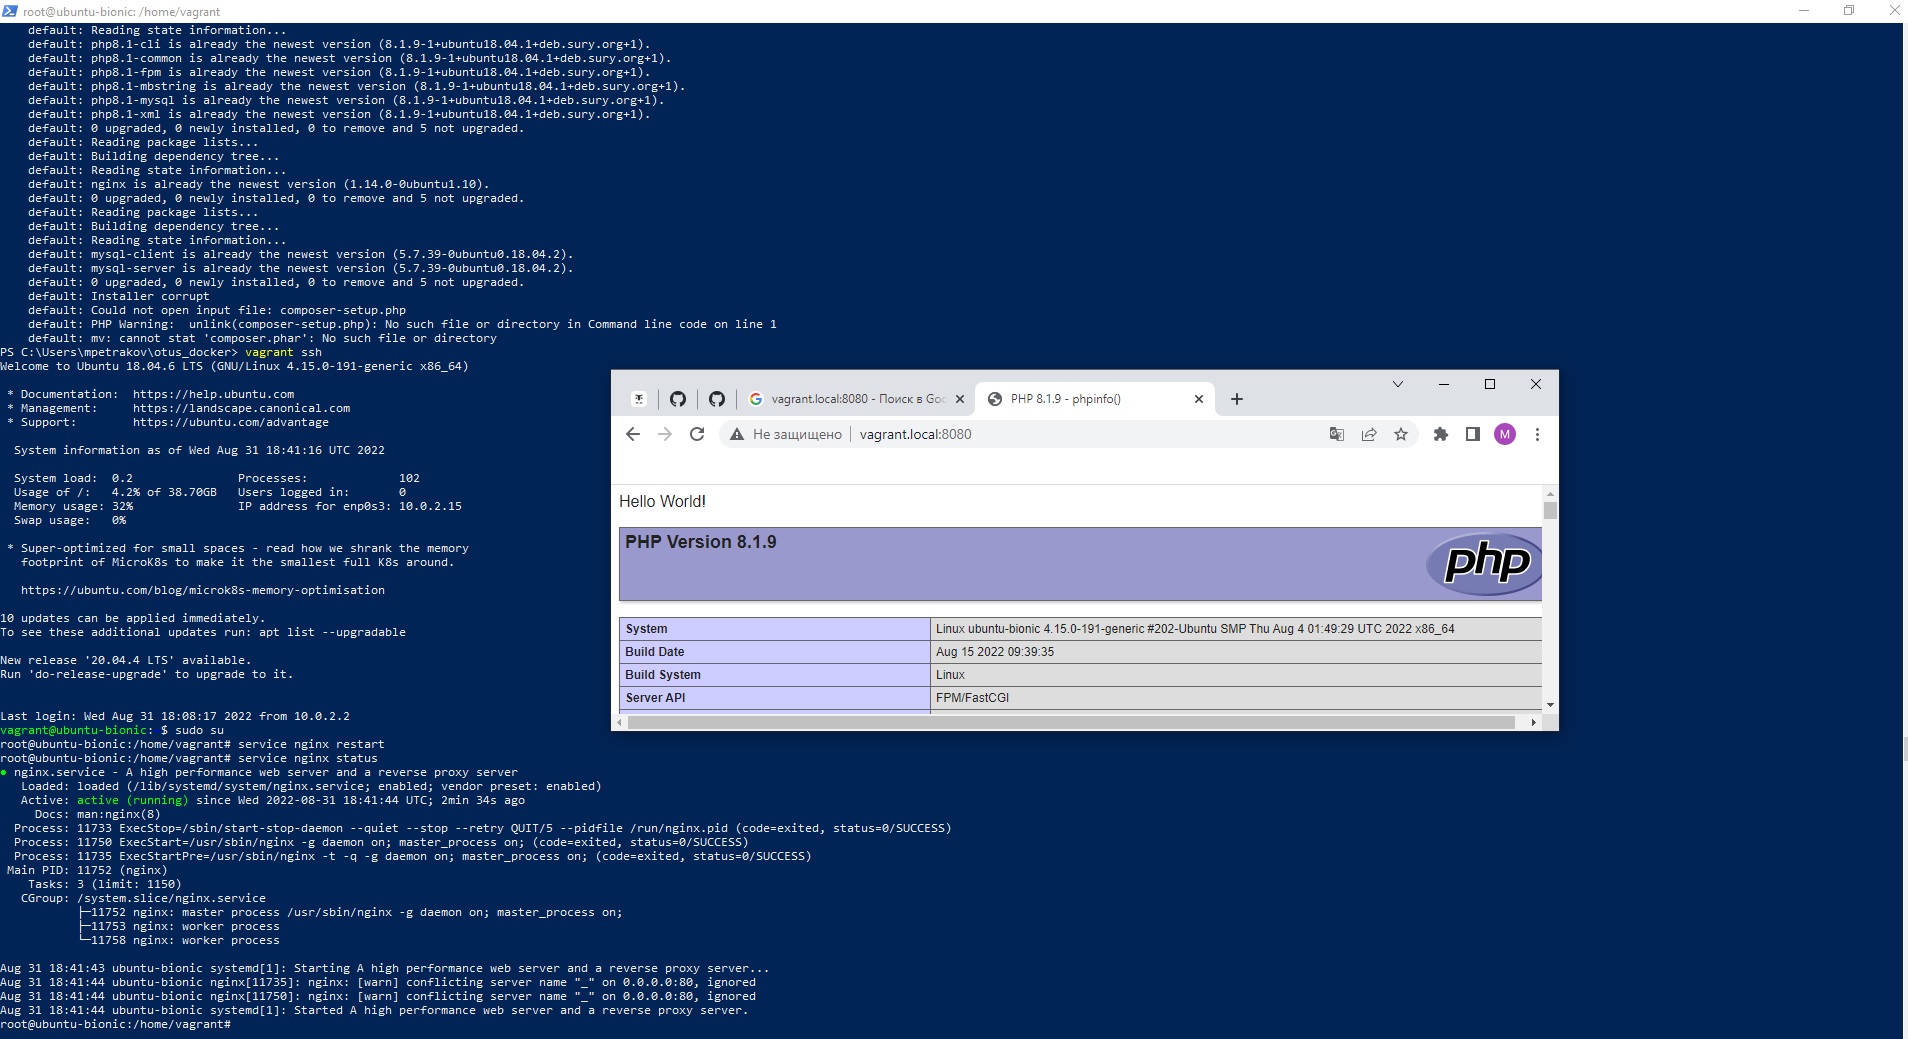 root@ubuntu-bionic: /home/vagrant
default: Reading state information...
default: php8.1-cli is already the newest version (8.1.9-1+ubuntu18.04.1+deb.sury.org+1).
default: php8.1-common is already the newest version (8.1.9-1+ubuntu18.04.1+deb.sury.org+1).
default: php8.1-fpm is already the newest version (8.1.9-1+ubuntu18.04.1+deb.sury.org+1).
default: php8.1-mbstring is already the newest version (8.1.9-1+ubuntu18.04.1+deb.sury.org+1).
default: php8.1-mysql is already the newest version (8.1.9-1+ubuntu18.04.1+deb.sury.org+1).
default: php8.1-xml is already the newest version (8.1.9-1+ubuntu18.04.1+deb.sury.org+1).
default: 0 upgraded, 0 newly installed, 0 to remove and 5 not upgraded.
default: Reading package lists...
default: Building dependency tree...
default: Reading state information...
default: nginx is already the newest version (1.14.0-0ubuntu1.10).
default: 0 upgraded, 0 newly installed, 0 to remove and 5 not upgraded.
default: Reading package lists...
default: Building dependency tree...
default: Reading state information...
default: mysql-client is already the newest version (5.7.39-0ubuntu0.18.04.2).
default: mysql-server is already the newest version (5.7.39-0ubuntu0.18.04.2).
default: 0 upgraded, 0 newly installed, 0 to remove and 5 not upgraded.
default: Installer corrupt
default: Could not open input file: composer-setup.php
default: PHP Warning:  unlink(composer-setup.php): No such file or directory in Command line code on line 1
default: mv: cannot stat 'composer.phar': No such file or directory
PS C:\Users\mpetrakov\otus_docker> vagrant ssh
Welcome to Ubuntu 18.04.6 LTS (GNU/Linux 4.15.0-191-generic x86_64)
* Documentation:  https://help.ubuntu.com
* Management:     https://landscape.canonical.com
* Support:        https://ubuntu.com/advantage
System information as of Wed Aug 31 18:41:16 UTC 2022
System load:  0.2               Processes:             102
Usage of /:   4.2% of 38.70GB   Users logged in:       0
Memory usage: 32%               IP address for enp0s3: 10.0.2.15
Swap usage:   0%
* Super-optimized for small spaces - read how we shrank the memory
footprint of MicroK8s to make it the smallest full K8s around.
https://ubuntu.com/blog/microk8s-memory-optimisation
10 updates can be applied immediately.
To see these additional updates run: apt list --upgradable
New release '20.04.4 LTS' available.
Run 'do-release-upgrade' to upgrade to it.
Last login: Wed Aug 31 18:08:17 2022 from 10.0.2.2
vagrant@ubuntu-bionic: $ sudo su
root@ubuntu-bionic:/home/vagrant# service nginx restart
root@ubuntu-bionic:/home/vagrant# service nginx status
● nginx.service - A high performance web server and a reverse proxy server
Loaded: loaded (/lib/systemd/system/nginx.service; enabled; vendor preset: enabled)
Active: active (running) since Wed 2022-08-31 18:41:44 UTC; 2min 34s ago
Docs: man:nginx(8)
Process: 11733 ExecStop=/sbin/start-stop-daemon --quiet --stop --retry QUIT/5 --pidfile /run/nginx.pid (code=exited, status=0/SUCCESS)
Process: 11750 ExecStart=/usr/sbin/nginx -g daemon on; master_process on; (code=exited, status=0/SUCCESS)
Process: 11735 ExecStartPre=/usr/sbin/nginx -t -q -g daemon on; master_process on; (code=exited, status=0/SUCCESS)
Main PID: 11752 (nginx)
Tasks: 3 (limit: 1150)
CGroup: /system.slice/nginx.service
├─11752 nginx: master process /usr/sbin/nginx -g daemon on; master_process on;
├─11753 nginx: worker process
└─11758 nginx: worker process
Aug 31 18:41:43 ubuntu-bionic systemd[1]: Starting A high performance web server and a reverse proxy server...
Aug 31 18:41:44 ubuntu-bionic nginx[11735]: nginx: [warn] conflicting server name "_" on 0.0.0.0:80, ignored
Aug 31 18:41:44 ubuntu-bionic nginx[11750]: nginx: [warn] conflicting server name "_" on 0.0.0.0:80, ignored
Aug 31 18:41:44 ubuntu-bionic systemd[1]: Started A high performance web server and a reverse proxy server.
root@ubuntu-bionic:/home/vagrant#
vagrant.local:8080 - Поиск в Goo
PHP 8.1.9 - phpinfo()
Не защищено vagrant.local:8080
M
Hello World!
PHP Version 8.1.9
php
System Linux ubuntu-bionic 4.15.0-191-generic #202-Ubuntu SMP Thu Aug 4 01:49:29 UTC 2022 x86_64
Build Date Aug 15 2022 09:39:35
Build System Linux
Server API FPM/FastCGI